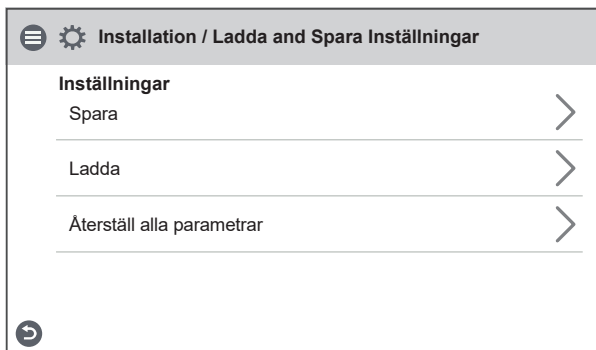 Installation / Ladda and Spara Inställningar
Inställningar
Spara
Ladda
Återställ alla parametrar